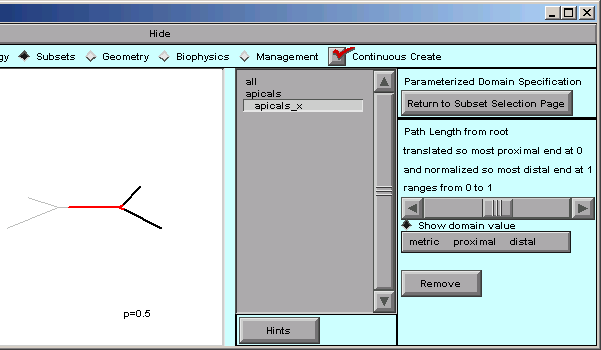 Hide
gy Subsets Geometry Biophysics Management Continuous Create
all
apicals
apicals_x
Parameterized Domain Specification
Return to Subset Selection Page
Path Length from root
translated so most proximal end at 0
and normalized so most distal end at 1
ranges from 0 to 1
Show domain value
metric proximal distal
Remove
p=0.5
Hints